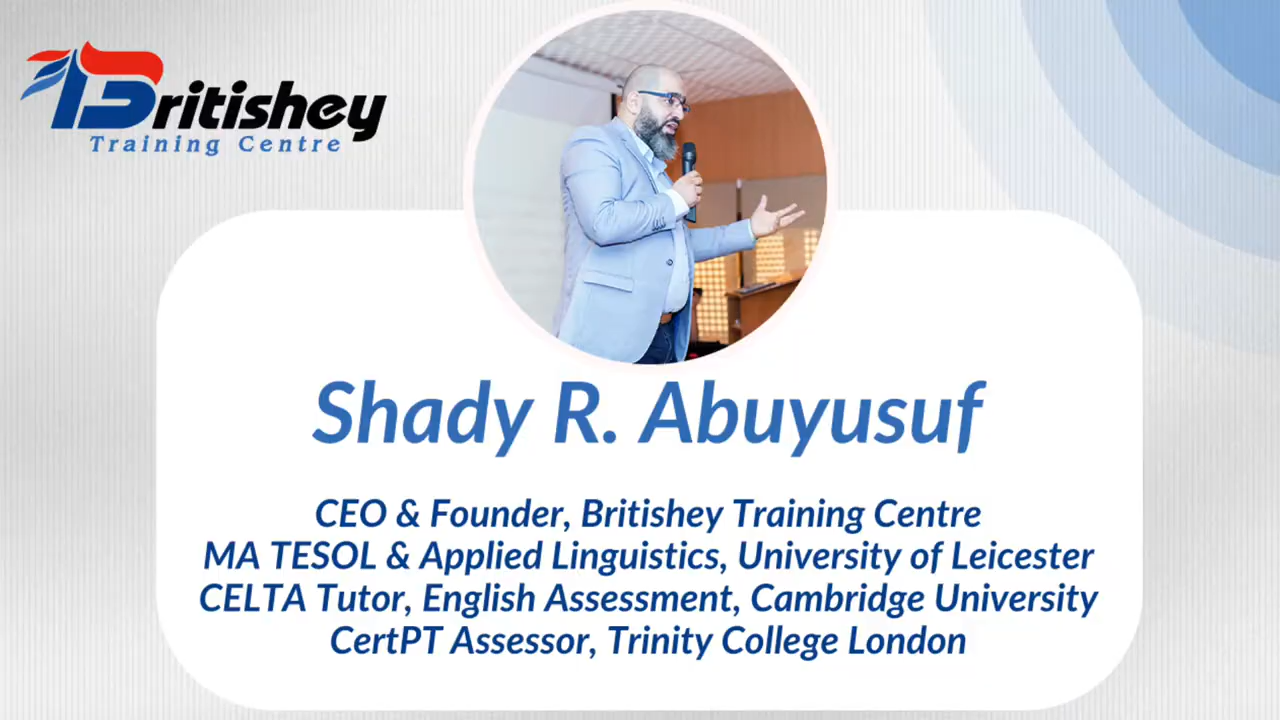 Britishey
Training Centre
Shady R. Abuyusuf
CEO & Founder, Britishey Training Centre
MA TESOL & Applied Linguistics, University of Leicester
CELTA Tutor, English Assessment, Cambridge University
CertPT Assessor, Trinity College London